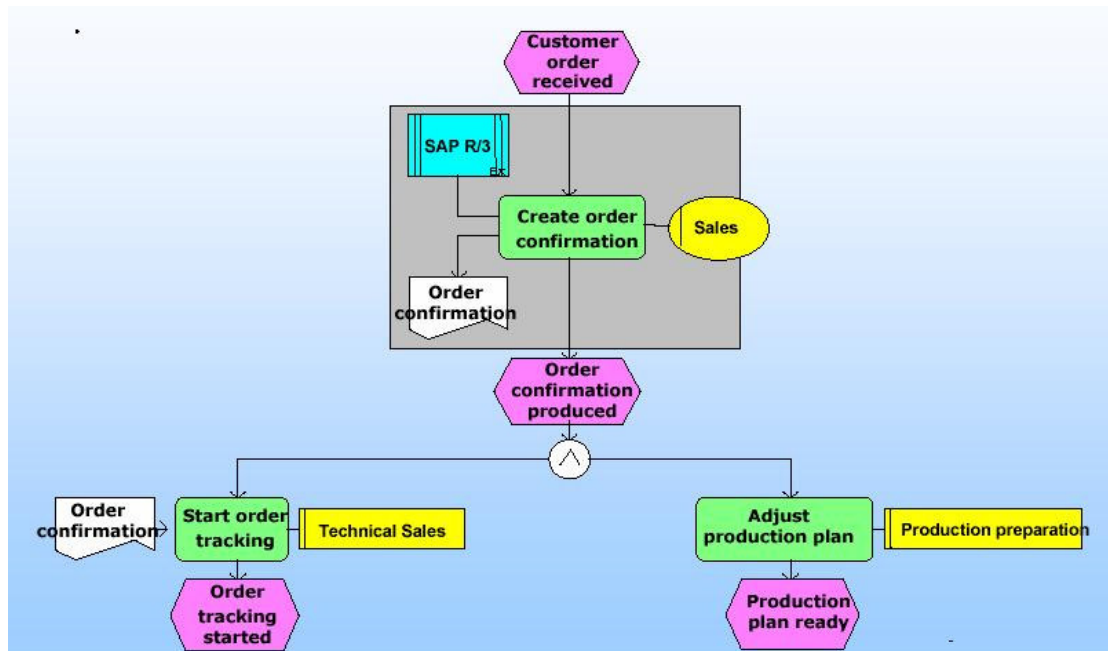 Customer
order
received
SAP R/3
Ex
Create order
confirmation
Sales
Order
confirmation
Order
confirmation
produced
Order
confirmation
Start order
tracking
Technical Sales
Adjust
production plan
Production preparation
Order
tracking
started
Production
plan ready